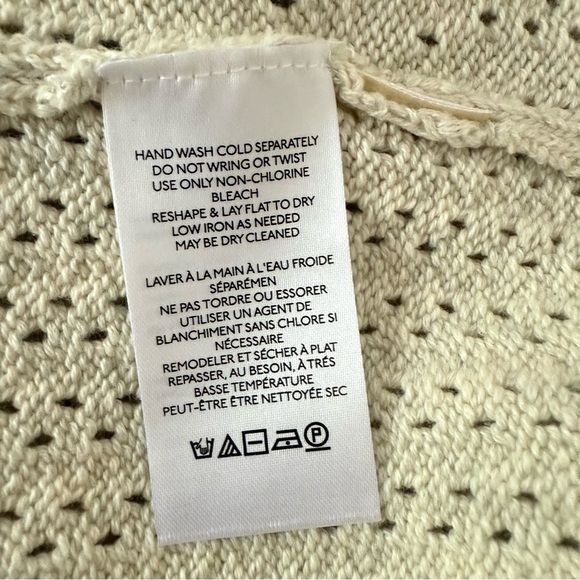 HAND WASH COLD SEPARATELY
DO NOT WRING OR TWIST
USE ONLY NON-CHLORINE
BLEACH
RESHAPE & LAY FLAT TO DRY
LOW IRON AS NEEDED
MAY BE DRY CLEANED
LAVER À LA MAIN À L'EAU FROIDE
SÉPARÉMEN
NE PAS TORDRE OU ESSORER
UTILISER UN AGENT DE
BLANCHIMENT SANS CHLORE SI
NÉCESSAIRE
REMODELER ET SÉCHER À PLAT
REPASSER, AU BESOIN, À TRÉS
BASSE TEMPÉRATURE
PEUT-ÊTRE ÊTRE NETTOYÉE SEC
P